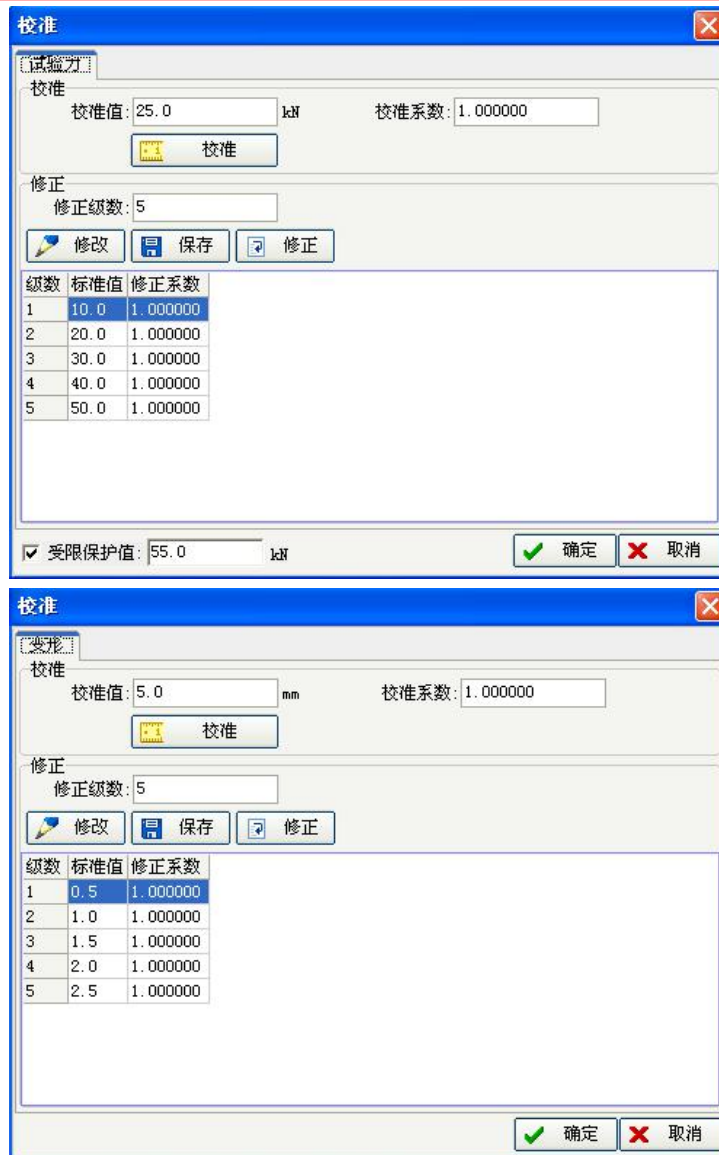 校准
试验力
校准
校准值: 25.0 kN 校准系数: 1.000000
校准
修正
修正级数: 5
修改 保存 修正
级数 标准值 修正系数
1 10.0 1.000000
2 20.0 1.000000
3 30.0 1.000000
4 40.0 1.000000
5 50.0 1.000000
受限保护值: 55.0 kN 确定 取消
校准
变形
校准
校准值: 5.0 mm 校准系数: 1.000000
校准
修正
修正级数: 5
修改 保存 修正
级数 标准值 修正系数
1 0.5 1.000000
2 1.0 1.000000
3 1.5 1.000000
4 2.0 1.000000
5 2.5 1.000000
确定 取消